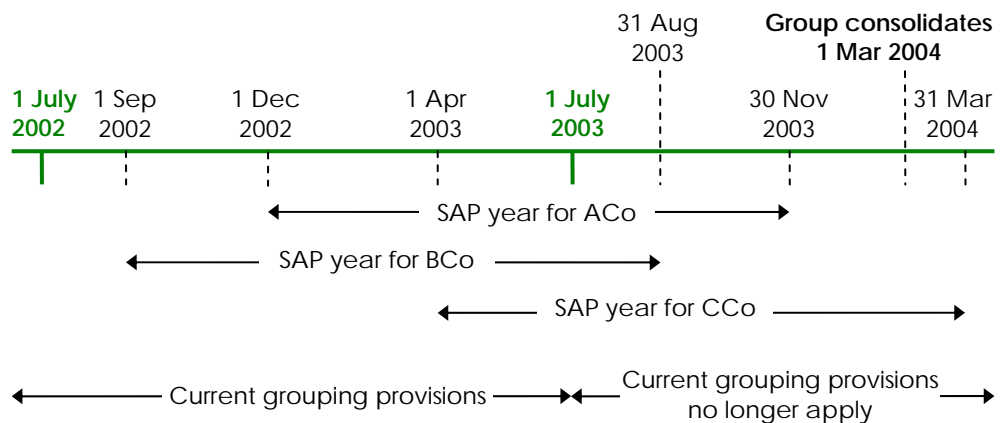 31 Aug
2003
Group consolidates
1 Mar 2004
1 July
2002
1 Sep
2002
1 Dec
2002
1 Apr
2003
1 July
2003
30 Nov
2003
31 Mar
2004
SAP year for ACo
SAP year for BCo
SAP year for CCo
Current grouping provisions
Current grouping provisions
no longer apply